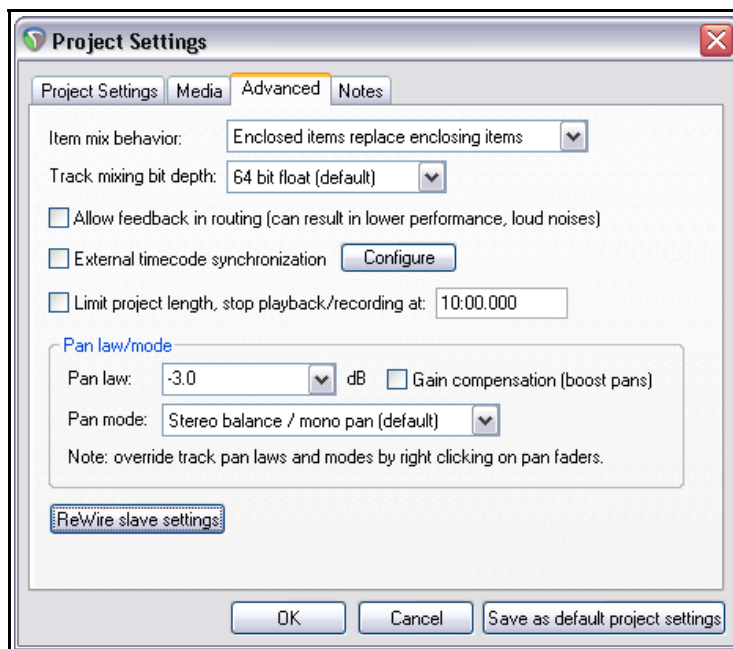 Project Settings
Project Settings Media Advanced Notes
Item mix behavior: Enclosed items replace enclosing items
Track mixing bit depth: 64 bit float (default)
Allow feedback in routing (can result in lower performance, loud noises)
External timecode synchronization Configure
Limit project length, stop playback/recording at: 10:00.000
Pan law/mode
Pan law: -3.0 dB Gain compensation (boost pans)
Pan mode: Stereo balance / mono pan (default)
Note: override track pan laws and modes by right clicking on pan faders.
ReWire slave settings
OK Cancel Save as default project settings